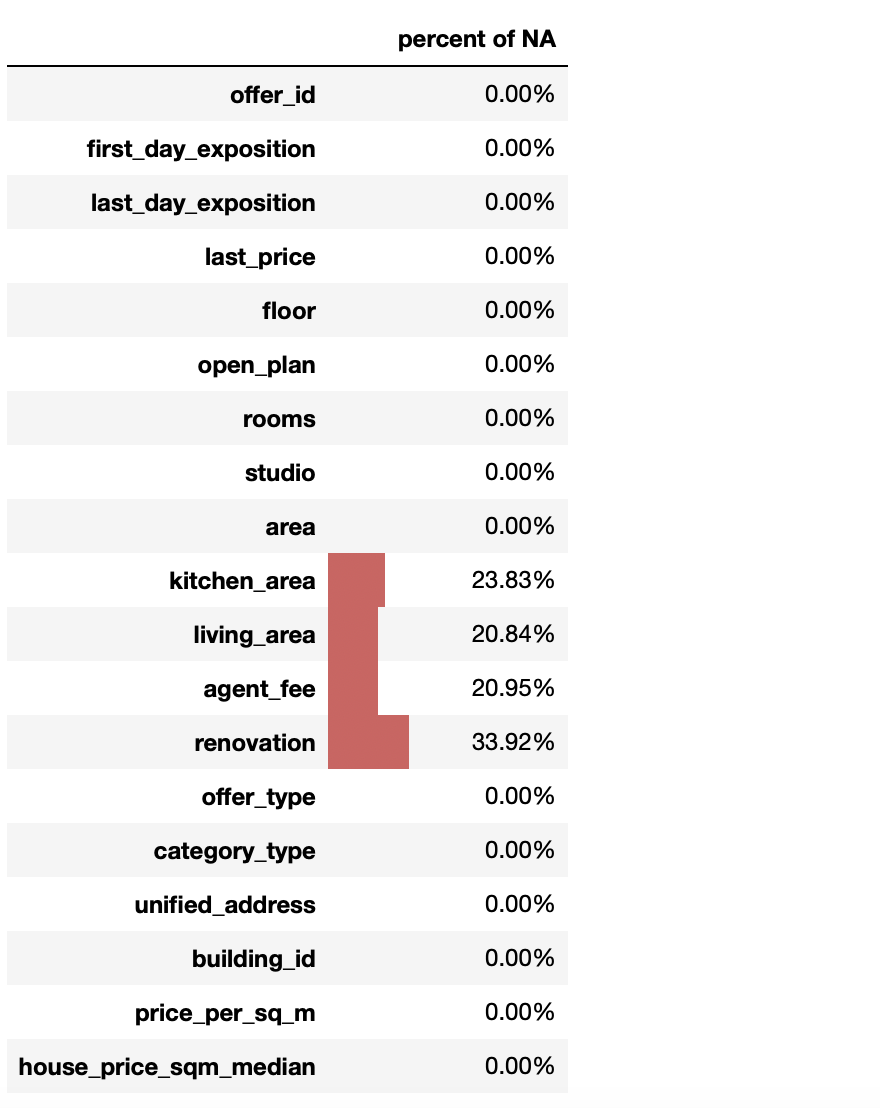 percent of NA
offer_id 0.00%
first_day_exposition 0.00%
last_day_exposition 0.00%
last_price 0.00%
floor 0.00%
open_plan 0.00%
rooms 0.00%
studio 0.00%
area 0.00%
kitchen_area 23.83%
living_area 20.84%
agent_fee 20.95%
renovation 33.92%
offer_type 0.00%
category_type 0.00%
unified_address 0.00%
building_id 0.00%
price_per_sq_m 0.00%
house_price_sqm_median 0.00%